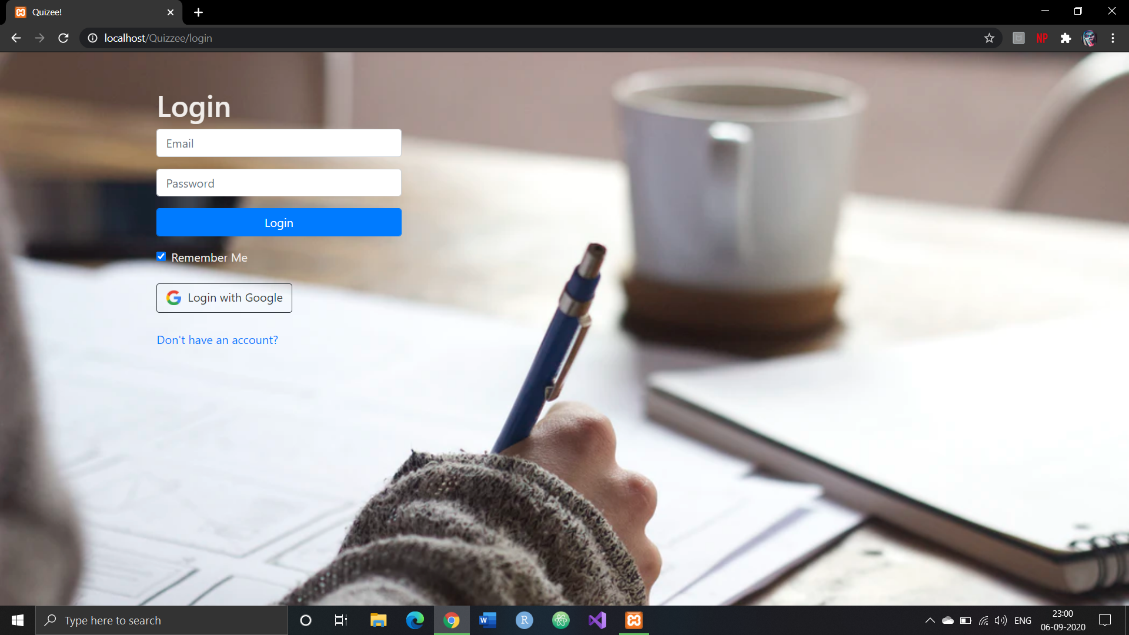 Quizee!
localhost/Quizzee/login
NP
Login
Email
Password
Login
Remember Me
Login with Google
Don't have an account?
Type here to search
W
R
ENG
23:00
06-09-2020